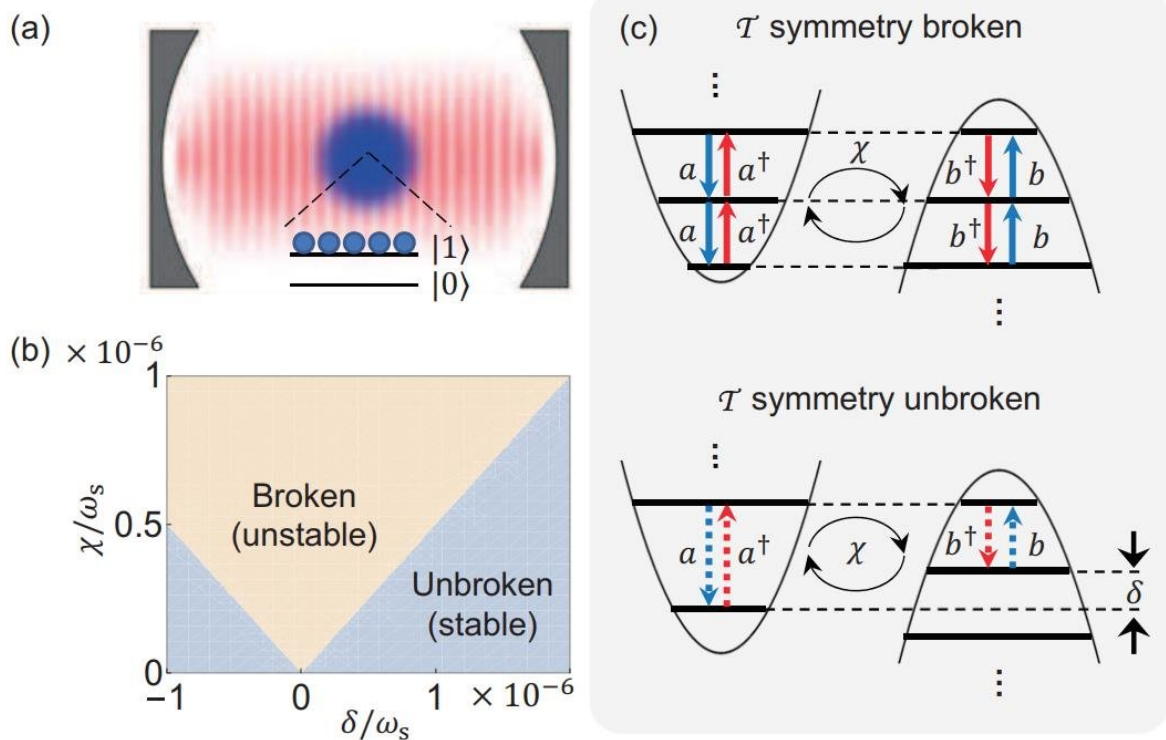 (a)
|1⟩
|0⟩
(b)
× 10⁻⁶
1
0.5
0
χ/ωₛ
Broken
(unstable)
Unbroken
(stable)
−1 0 1 × 10⁻⁶
δ/ωₛ
(c)
𝒯 symmetry broken
⋮
χ
a a† b† b
a a† b† b
⋮
𝒯 symmetry unbroken
⋮
a a† χ b† b
δ
⋮